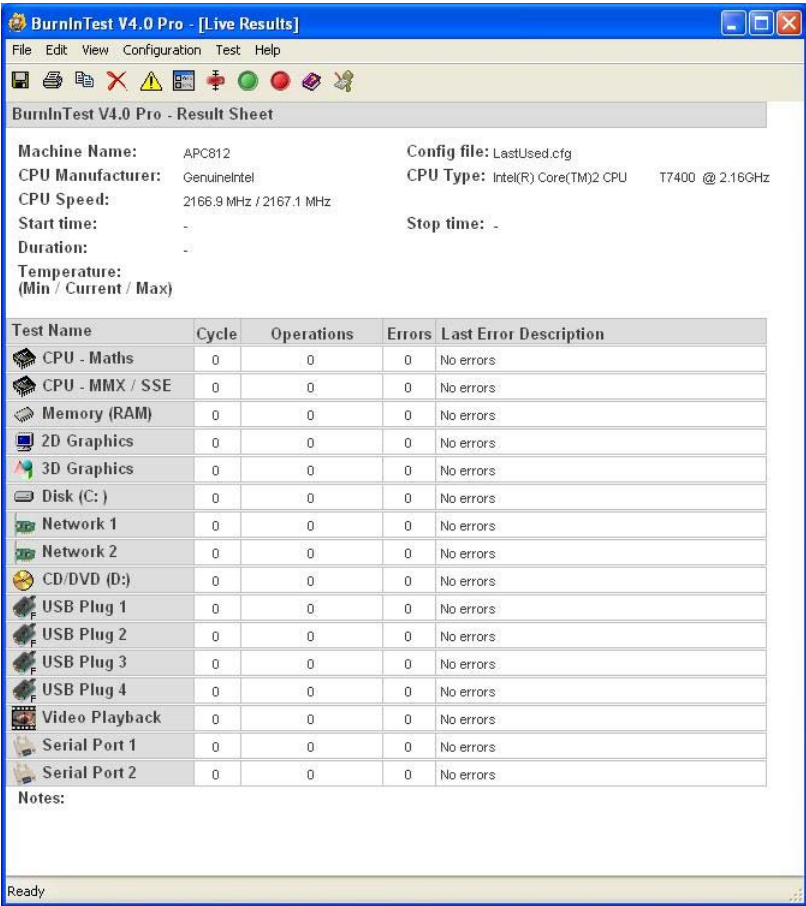 BurnInTest V4.0 Pro - [Live Results]
File Edit View Configuration Test Help
BurnInTest V4.0 Pro - Result Sheet
Machine Name: APC812 Config file: LastUsed.cfg
CPU Manufacturer: GenuineIntel CPU Type: Intel(R) Core(TM)2 CPU T7400 @ 2.16GHz
CPU Speed: 2166.9 MHz / 2167.1 MHz
Start time: - Stop time: -
Duration: -
Temperature:
(Min / Current / Max)
Test Name Cycle Operations Errors Last Error Description
CPU - Maths 0 0 0 No errors
CPU - MMX / SSE 0 0 0 No errors
Memory (RAM) 0 0 0 No errors
2D Graphics 0 0 0 No errors
3D Graphics 0 0 0 No errors
Disk (C: ) 0 0 0 No errors
Network 1 0 0 0 No errors
Network 2 0 0 0 No errors
CD/DVD (D:) 0 0 0 No errors
F USB Plug 1 0 0 0 No errors
F USB Plug 2 0 0 0 No errors
F USB Plug 3 0 0 0 No errors
F USB Plug 4 0 0 0 No errors
Video Playback 0 0 0 No errors
Serial Port 1 0 0 0 No errors
Serial Port 2 0 0 0 No errors
Notes:
Ready